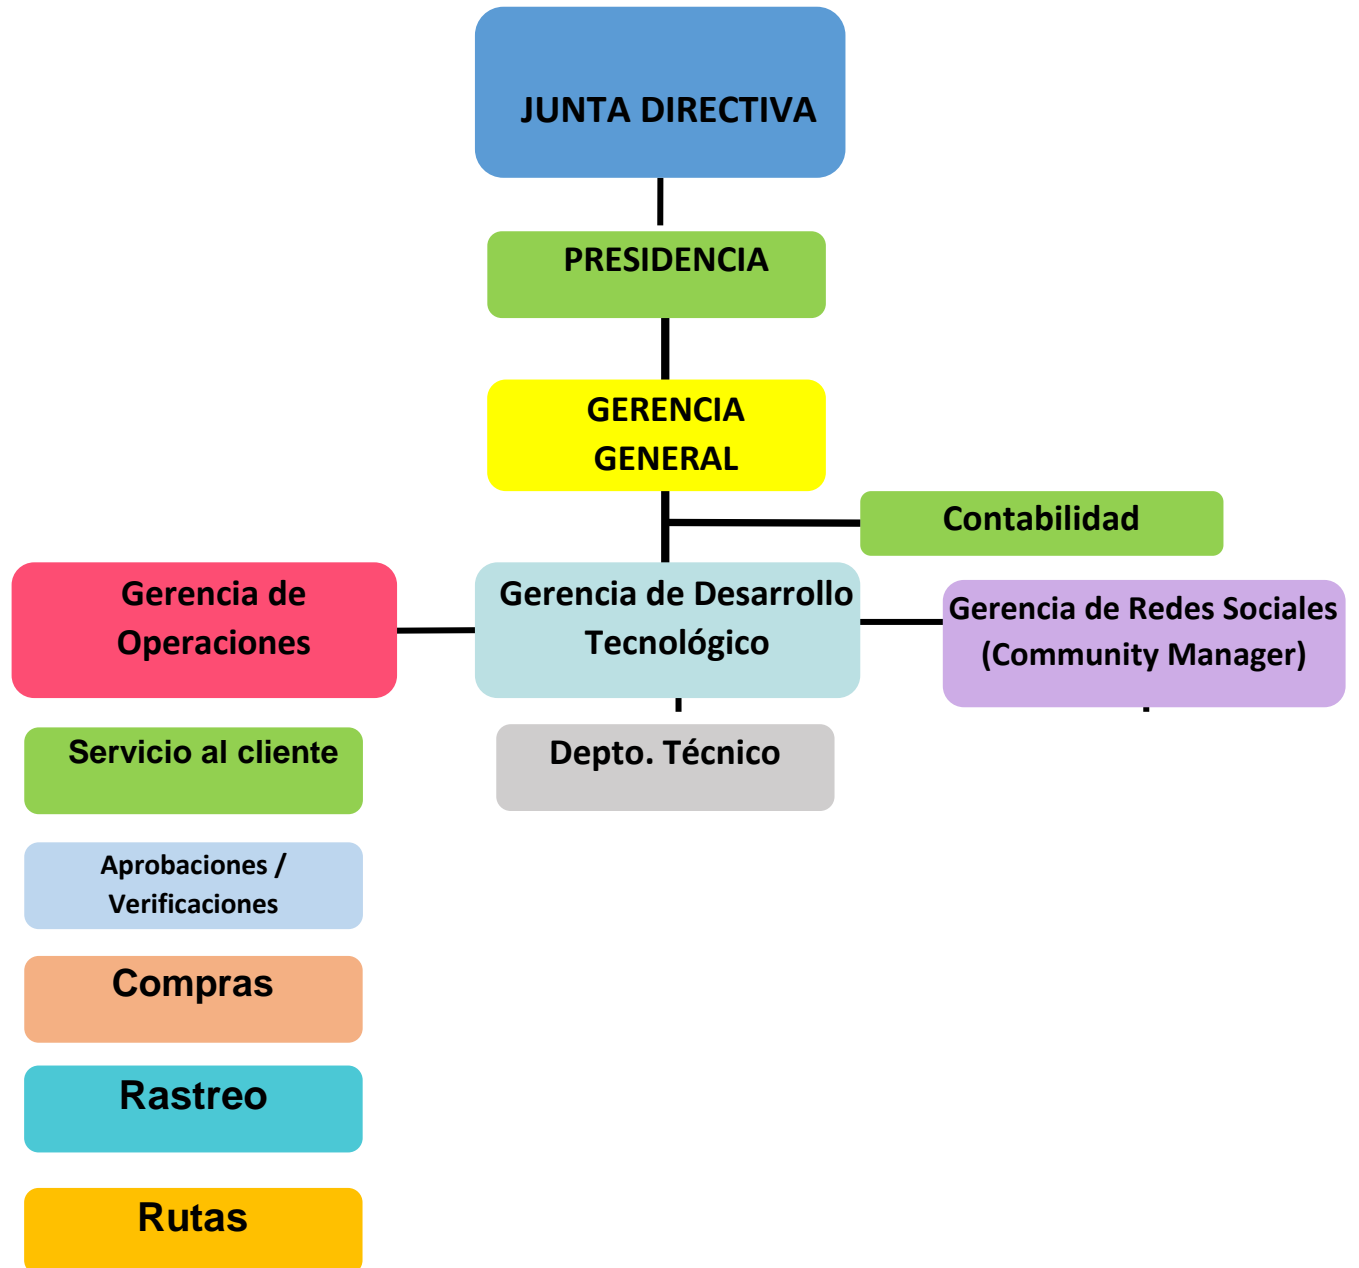 JUNTA DIRECTIVA
PRESIDENCIA
GERENCIA
GENERAL
Contabilidad
Gerencia de
Operaciones
Gerencia de Desarrollo
Tecnológico
Gerencia de Redes Sociales
(Community Manager)
Servicio al cliente
Depto. Técnico
Aprobaciones /
Verificaciones
Compras
Rastreo
Rutas